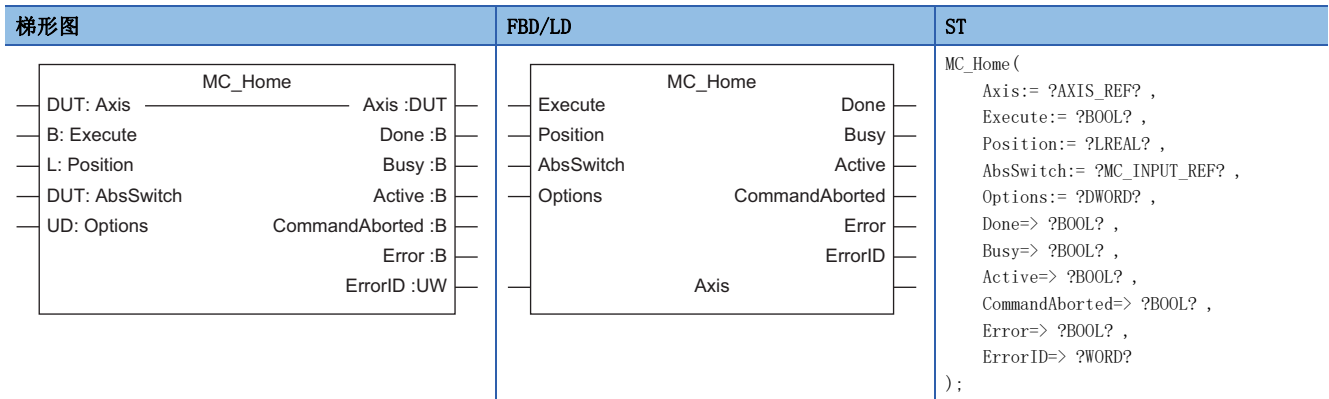 梯形图
FBD/LD
ST
MC_Home
DUT: Axis
Axis :DUT
B: Execute
Done :B
L: Position
Busy :B
DUT: AbsSwitch
Active :B
UD: Options
CommandAborted :B
Error :B
ErrorID :UW
MC_Home
Execute
Done
Position
Busy
AbsSwitch
Active
Options
CommandAborted
Error
ErrorID
Axis
MC_Home(
Axis:= ?AXIS_REF? ,
Execute:= ?BOOL? ,
Position:= ?LREAL? ,
AbsSwitch:= ?MC_INPUT_REF? ,
Options:= ?DWORD? ,
Done=> ?BOOL? ,
Busy=> ?BOOL? ,
Active=> ?BOOL? ,
CommandAborted=> ?BOOL? ,
Error=> ?BOOL? ,
ErrorID=> ?WORD?
);